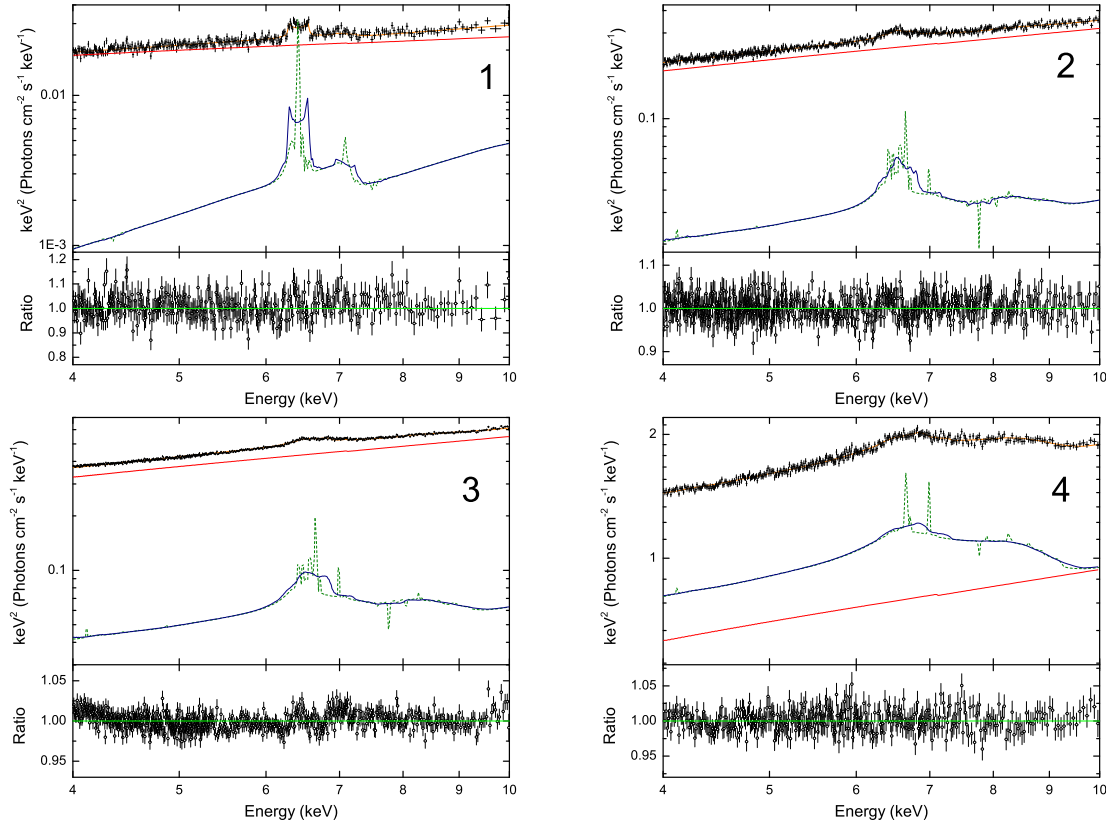 keV² (Photons cm⁻² s⁻¹ keV⁻¹)
0.01
1E-3
1
Ratio
1.2
1.1
1.0
0.9
0.8
4 5 6 7 8 9 10
Energy (keV)
keV² (Photons cm⁻² s⁻¹ keV⁻¹)
0.1
2
Ratio
1.1
1.0
0.9
4 5 6 7 8 9 10
Energy (keV)
keV² (Photons cm⁻² s⁻¹ keV⁻¹)
0.1
3
Ratio
1.05
1.00
0.95
4 5 6 7 8 9 10
Energy (keV)
keV² (Photons cm⁻² s⁻¹ keV⁻¹)
2
1
4
Ratio
1.05
1.00
0.95
4 5 6 7 8 9 10
Energy (keV)